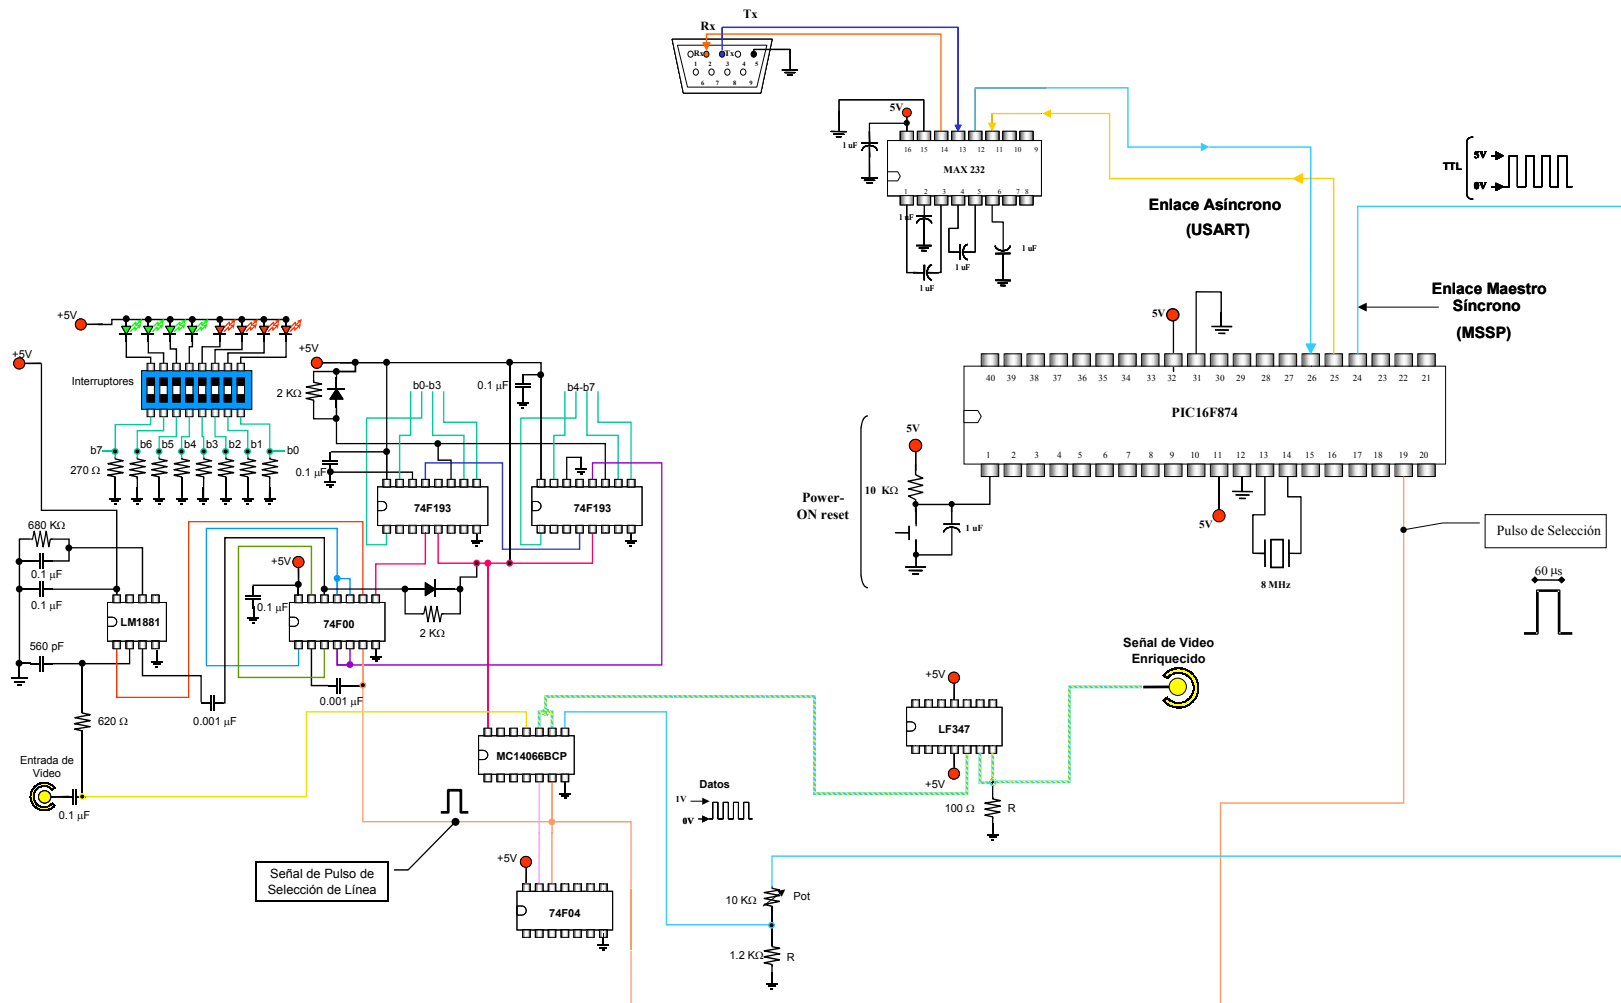 Tx
Rx
Rx
Tx
1 2 3 4 5
6 7 8 9
5V
1 uF
16 15 14 13 12 11 10 9
MAX 232
1 2 3 4 5 6 7 8
1 uF
1 uF
1 uF
1 uF
Enlace Asíncrono
(USART)
TTL
5V
0V
Enlace Maestro
Síncrono
(MSSP)
5V
40 39 38 37 36 35 34 33 32 31 30 29 28 27 26 25 24 23 22 21
PIC16F874
1 2 3 4 5 6 7 8 9 10 11 12 13 14 15 16 17 18 19 20
5V
10 KΩ
Power-
ON reset
1 uF
5V
8 MHz
Pulso de Selección
60 µs
+5V
+5V
Interruptores
b7 b6 b5 b4 b3 b2 b1 b0
270 Ω
+5V
2 KΩ
b0-b3
0.1 µF
b4-b7
0.1 µF
74F193
74F193
680 KΩ
0.1 µF
0.1 µF
LM1881
560 pF
+5V
0.1 µF
74F00
2 KΩ
0.001 µF
0.001 µF
620 Ω
Entrada de
Video
0.1 µF
MC14066BCP
Datos
1V
0V
Señal de Pulso de
Selección de Línea
+5V
74F04
Señal de Video
Enriquecido
+5V
LF347
+5V
100 Ω
R
10 KΩ
Pot
1.2 KΩ
R